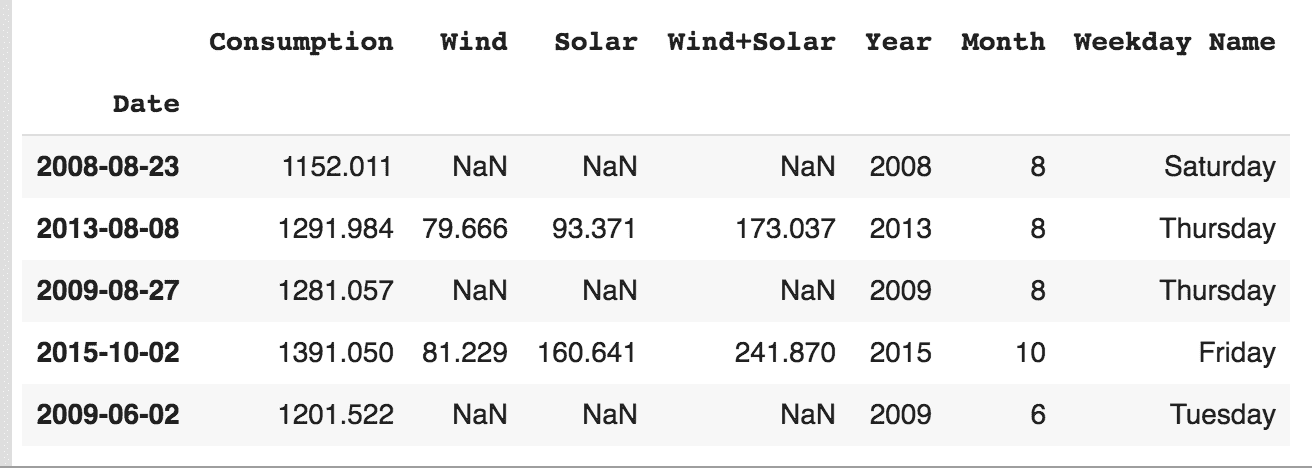 Consumption Wind Solar Wind+Solar Year Month Weekday Name
Date
2008-08-23 1152.011 NaN NaN NaN 2008 8 Saturday
2013-08-08 1291.984 79.666 93.371 173.037 2013 8 Thursday
2009-08-27 1281.057 NaN NaN NaN 2009 8 Thursday
2015-10-02 1391.050 81.229 160.641 241.870 2015 10 Friday
2009-06-02 1201.522 NaN NaN NaN 2009 6 Tuesday